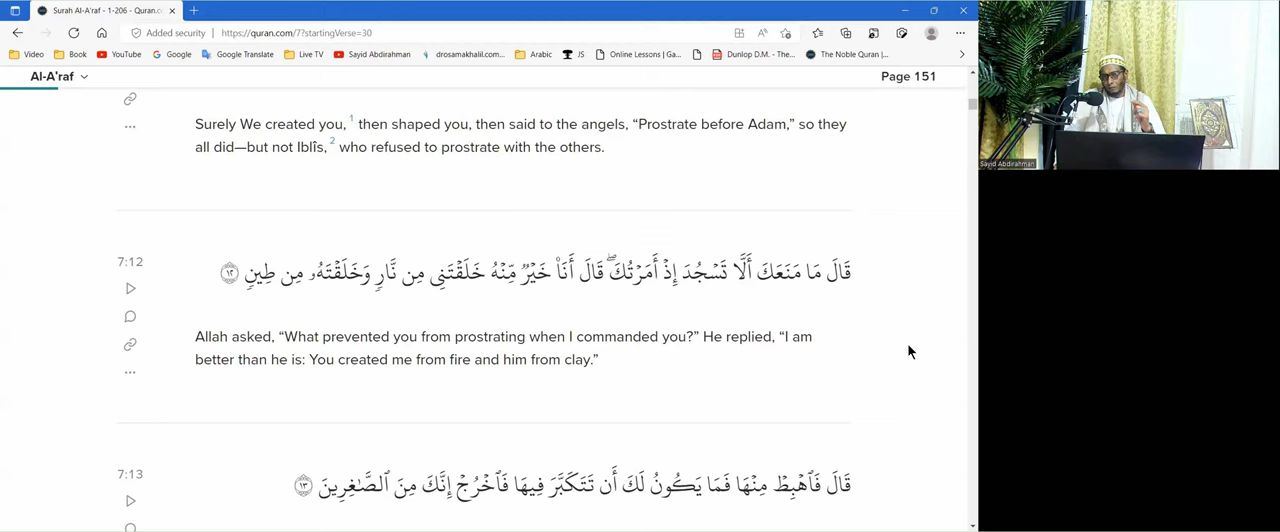 Surah Al-A'raf - 1-206 - Quran.c
Added security
https://quran.com/7?startingVerse=30
Video
Books
YouTube
Google
Google Translate
Live TV
Sayid Abdirahman
drosamakhalil.com
Arabic
JS
Online Lessons | Ga...
Dunlop D.M. - The...
The Noble Quran |...
Al-A'raf
Page 151
Surely We created you,1 then shaped you, then said to the angels, “Prostrate before Adam,” so they
all did—but not Iblîs,2 who refused to prostrate with the others.
7:12
قَالَ مَا مَنَعَكَ أَلَّا تَسْجُدَ إِذْ أَمَرْتُكَ ۖ قَالَ أَنَا۠ خَيْرٌ مِّنْهُ خَلَقْتَنِى مِن نَّارٍ وَخَلَقْتَهُۥ مِن طِينٍ ١٢
Allah asked, “What prevented you from prostrating when I commanded you?” He replied, “I am
better than he is: You created me from fire and him from clay.”
7:13
قَالَ فَٱهْبِطْ مِنْهَا فَمَا يَكُونُ لَكَ أَن تَتَكَبَّرَ فِيهَا فَٱخْرُجْ إِنَّكَ مِنَ ٱلصَّـٰغِرِينَ ١٣
Sayid Abdirahman